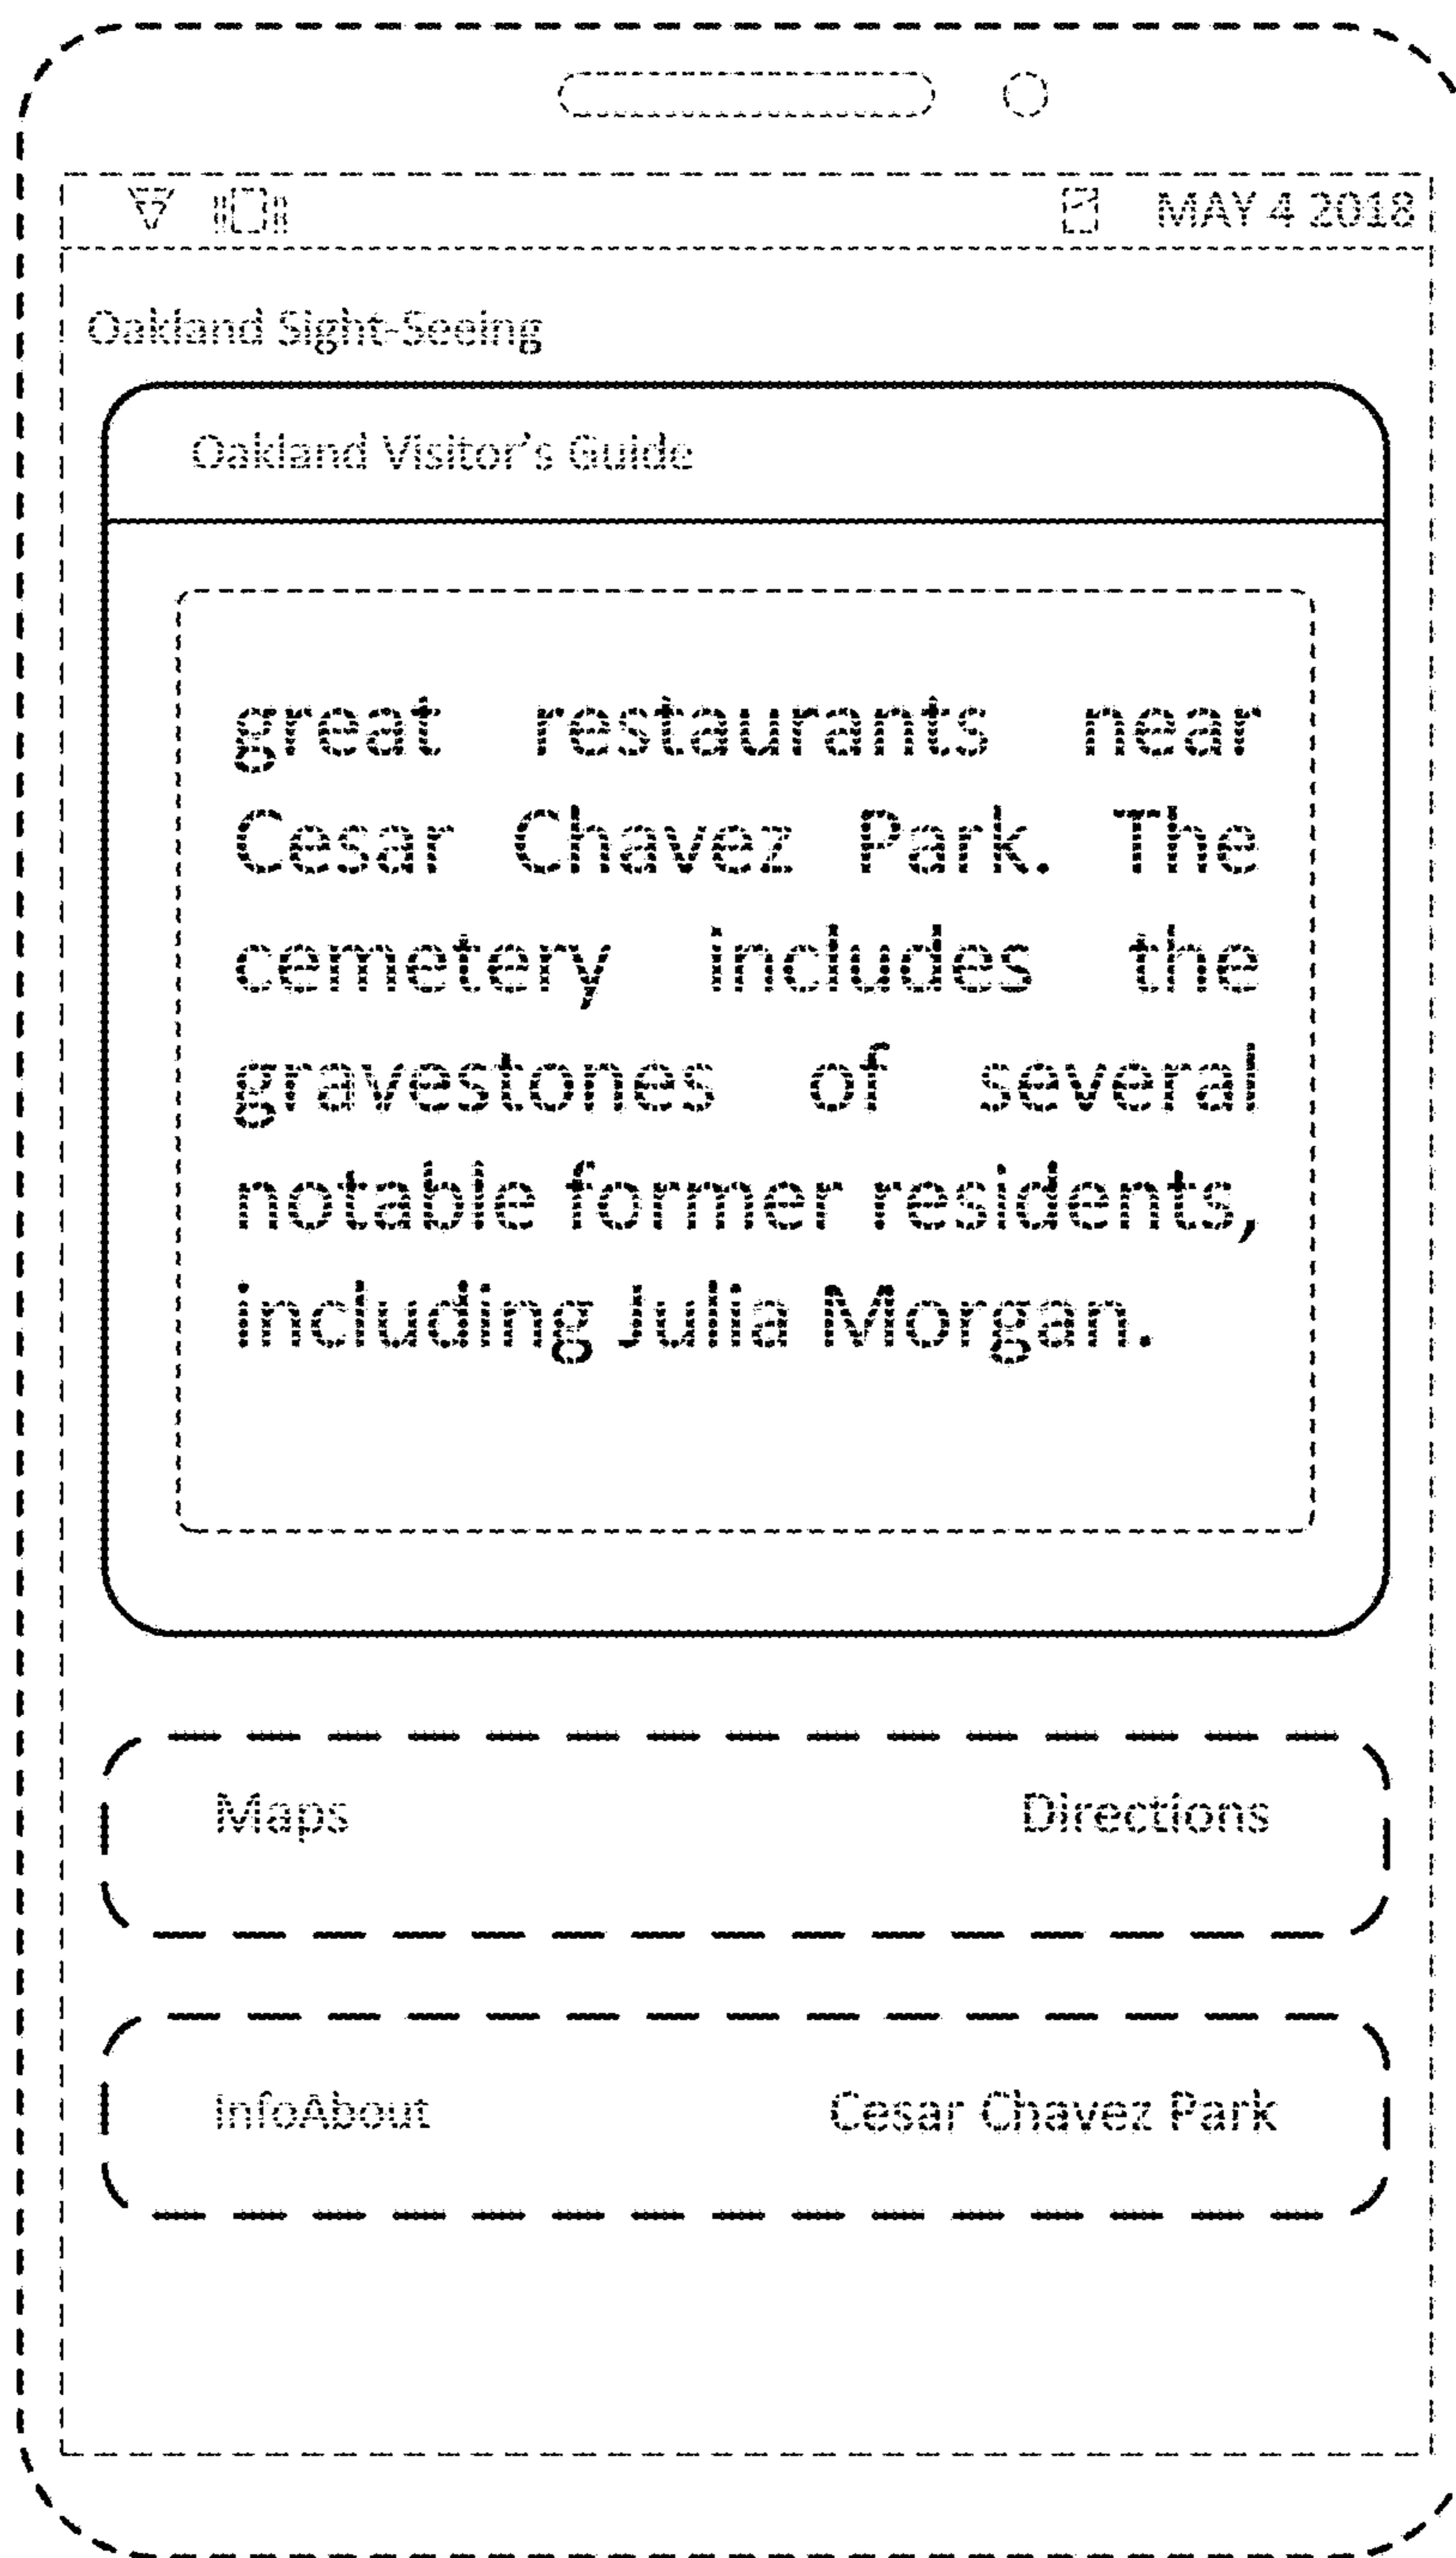 MAY 4 2018
Oakland Sight-Seeing
Oakland Visitor's Guide
great restaurants near
Cesar Chavez Park. The
cemetery includes the
gravestones of several
notable former residents,
including Julia Morgan.
Maps Directions
InfoAbout Cesar Chavez Park